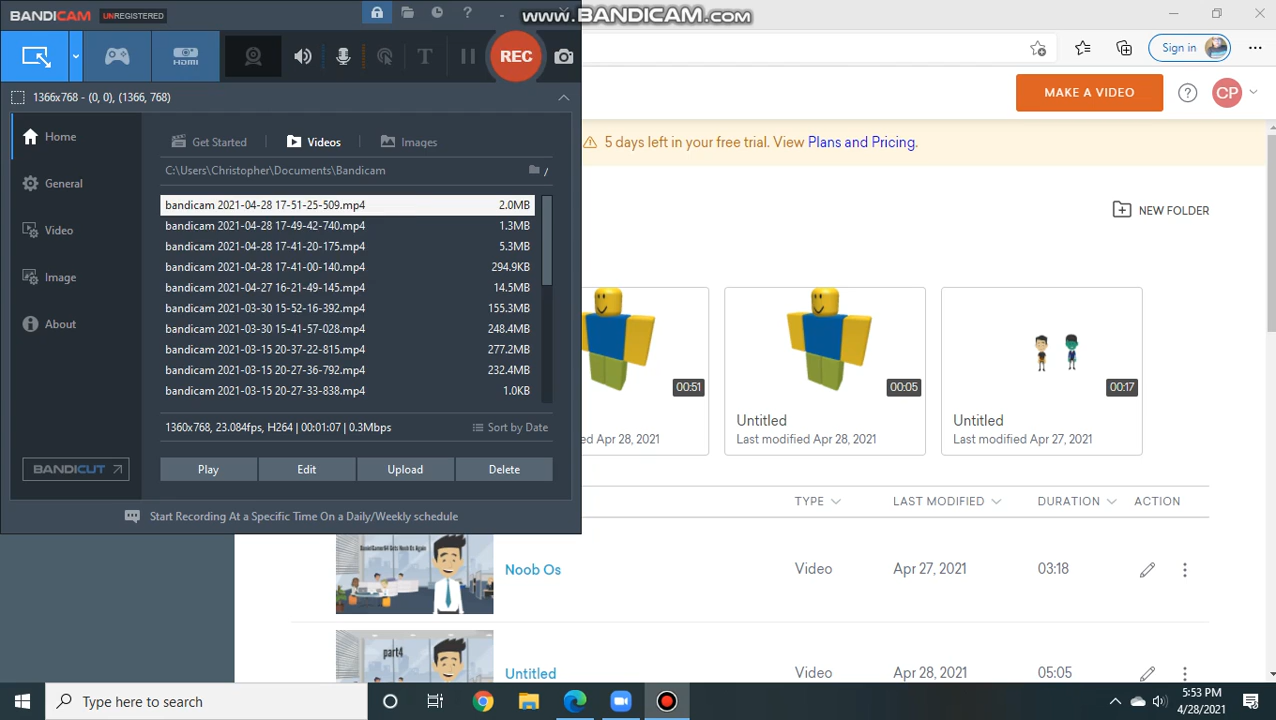 BANDICAM UNREGISTERED
www.BANDICAM.com
HDMI
T
REC
Sign in
1366x768 - (0, 0), (1366, 768)
MAKE A VIDEO
CP
Home
Get Started
Videos
Images
5 days left in your free trial. View Plans and Pricing.
C:\Users\Christopher\Documents\Bandicam
/
General
bandicam 2021-04-28 17-51-25-509.mp4 2.0MB
NEW FOLDER
bandicam 2021-04-28 17-49-42-740.mp4 1.3MB
Video
bandicam 2021-04-28 17-41-20-175.mp4 5.3MB
bandicam 2021-04-28 17-41-00-140.mp4 294.9KB
Image
bandicam 2021-04-27 16-21-49-145.mp4 14.5MB
bandicam 2021-03-30 15-52-16-392.mp4 155.3MB
About
bandicam 2021-03-30 15-41-57-028.mp4 248.4MB
bandicam 2021-03-15 20-37-22-815.mp4 277.2MB
bandicam 2021-03-15 20-27-36-792.mp4 232.4MB
bandicam 2021-03-15 20-27-33-838.mp4 1.0KB
00:51
00:05
00:17
Untitled
Untitled
1360x768, 23.084fps, H264 | 00:01:07 | 0.3Mbps
Sort by Date
ed Apr 28, 2021
Last modified Apr 28, 2021
Last modified Apr 27, 2021
BANDICUT
Play
Edit
Upload
Delete
TYPE
LAST MODIFIED
DURATION
ACTION
Start Recording At a Specific Time On a Daily/Weekly schedule
Noob Os
Video
Apr 27, 2021
03:18
part4
Untitled
Video
Apr 28, 2021
05:05
Type here to search
5:53 PM
4/28/2021